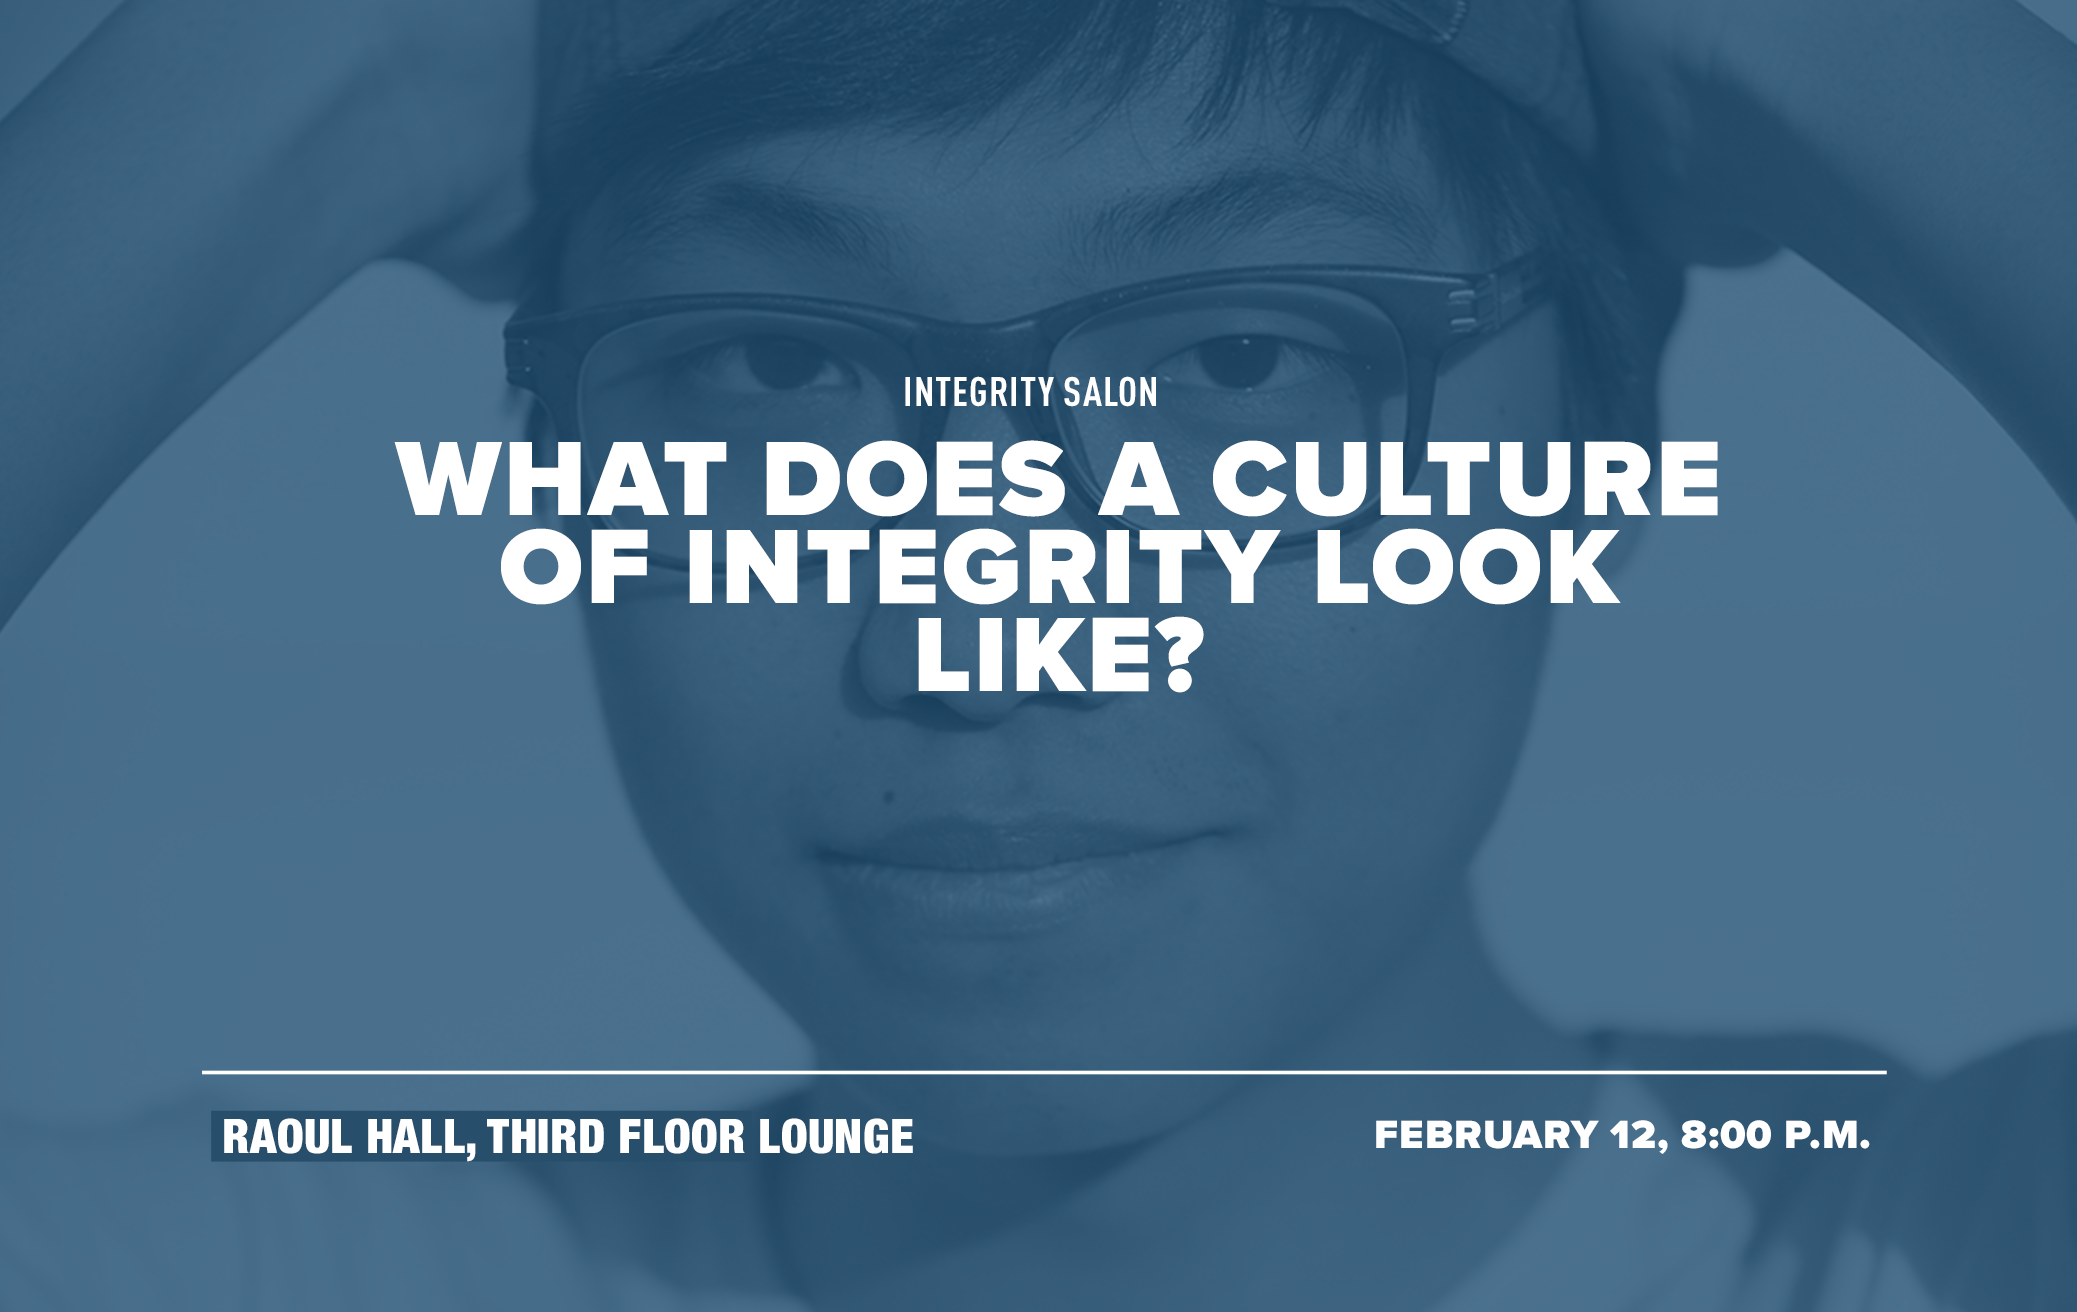 INTEGRITY SALON
WHAT DOES A CULTURE
OF INTEGRITY LOOK
LIKE?
RAOUL HALL, THIRD FLOOR LOUNGE
FEBRUARY 12, 8:00 P.M.